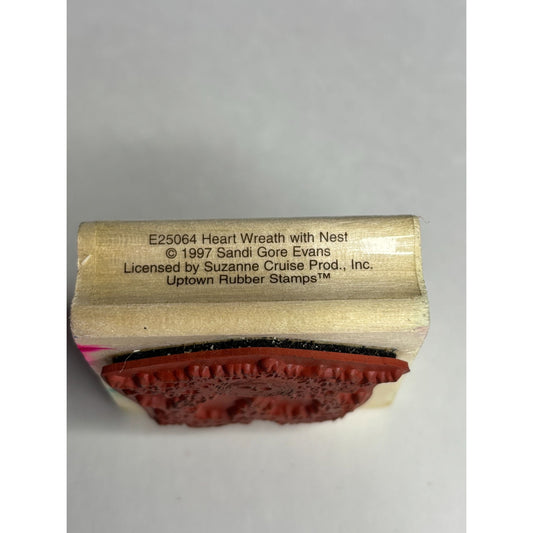 E25064 Heart Wreath with Nest
© 1997 Sandi Gore Evans
Licensed by Suzanne Cruise Prod., Inc.
Uptown Rubber Stamps™